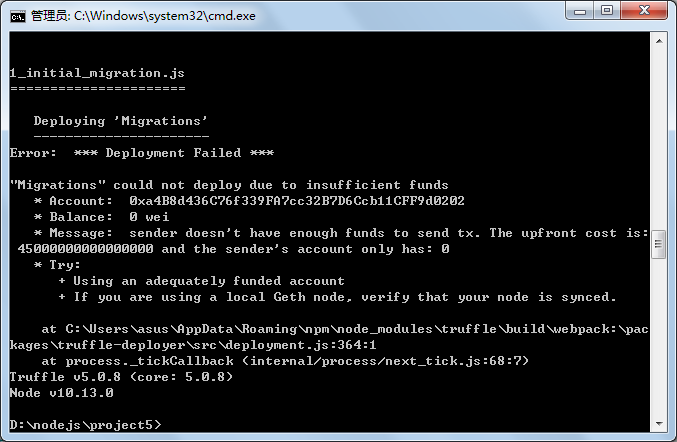 管理员: C:\Windows\system32\cmd.exe
1_initial_migration.js
======================
Deploying 'Migrations'
----------------------
Error:  *** Deployment Failed ***
"Migrations" could not deploy due to insufficient funds
* Account:  0xa4B8d436C76f339FA7cc32B7D6Ccb11CFF9d0202
* Balance:  0 wei
* Message:  sender doesn't have enough funds to send tx. The upfront cost is:
45000000000000000 and the sender's account only has: 0
* Try:
+ Using an adequately funded account
+ If you are using a local Geth node, verify that your node is synced.
at C:\Users\asus\AppData\Roaming\npm\node_modules\truffle\build\webpack:\pac
kages\truffle-deployer\src\deployment.js:364:1
at process._tickCallback (internal/process/next_tick.js:68:7)
Truffle v5.0.8 (core: 5.0.8)
Node v10.13.0
D:\nodejs\project5>